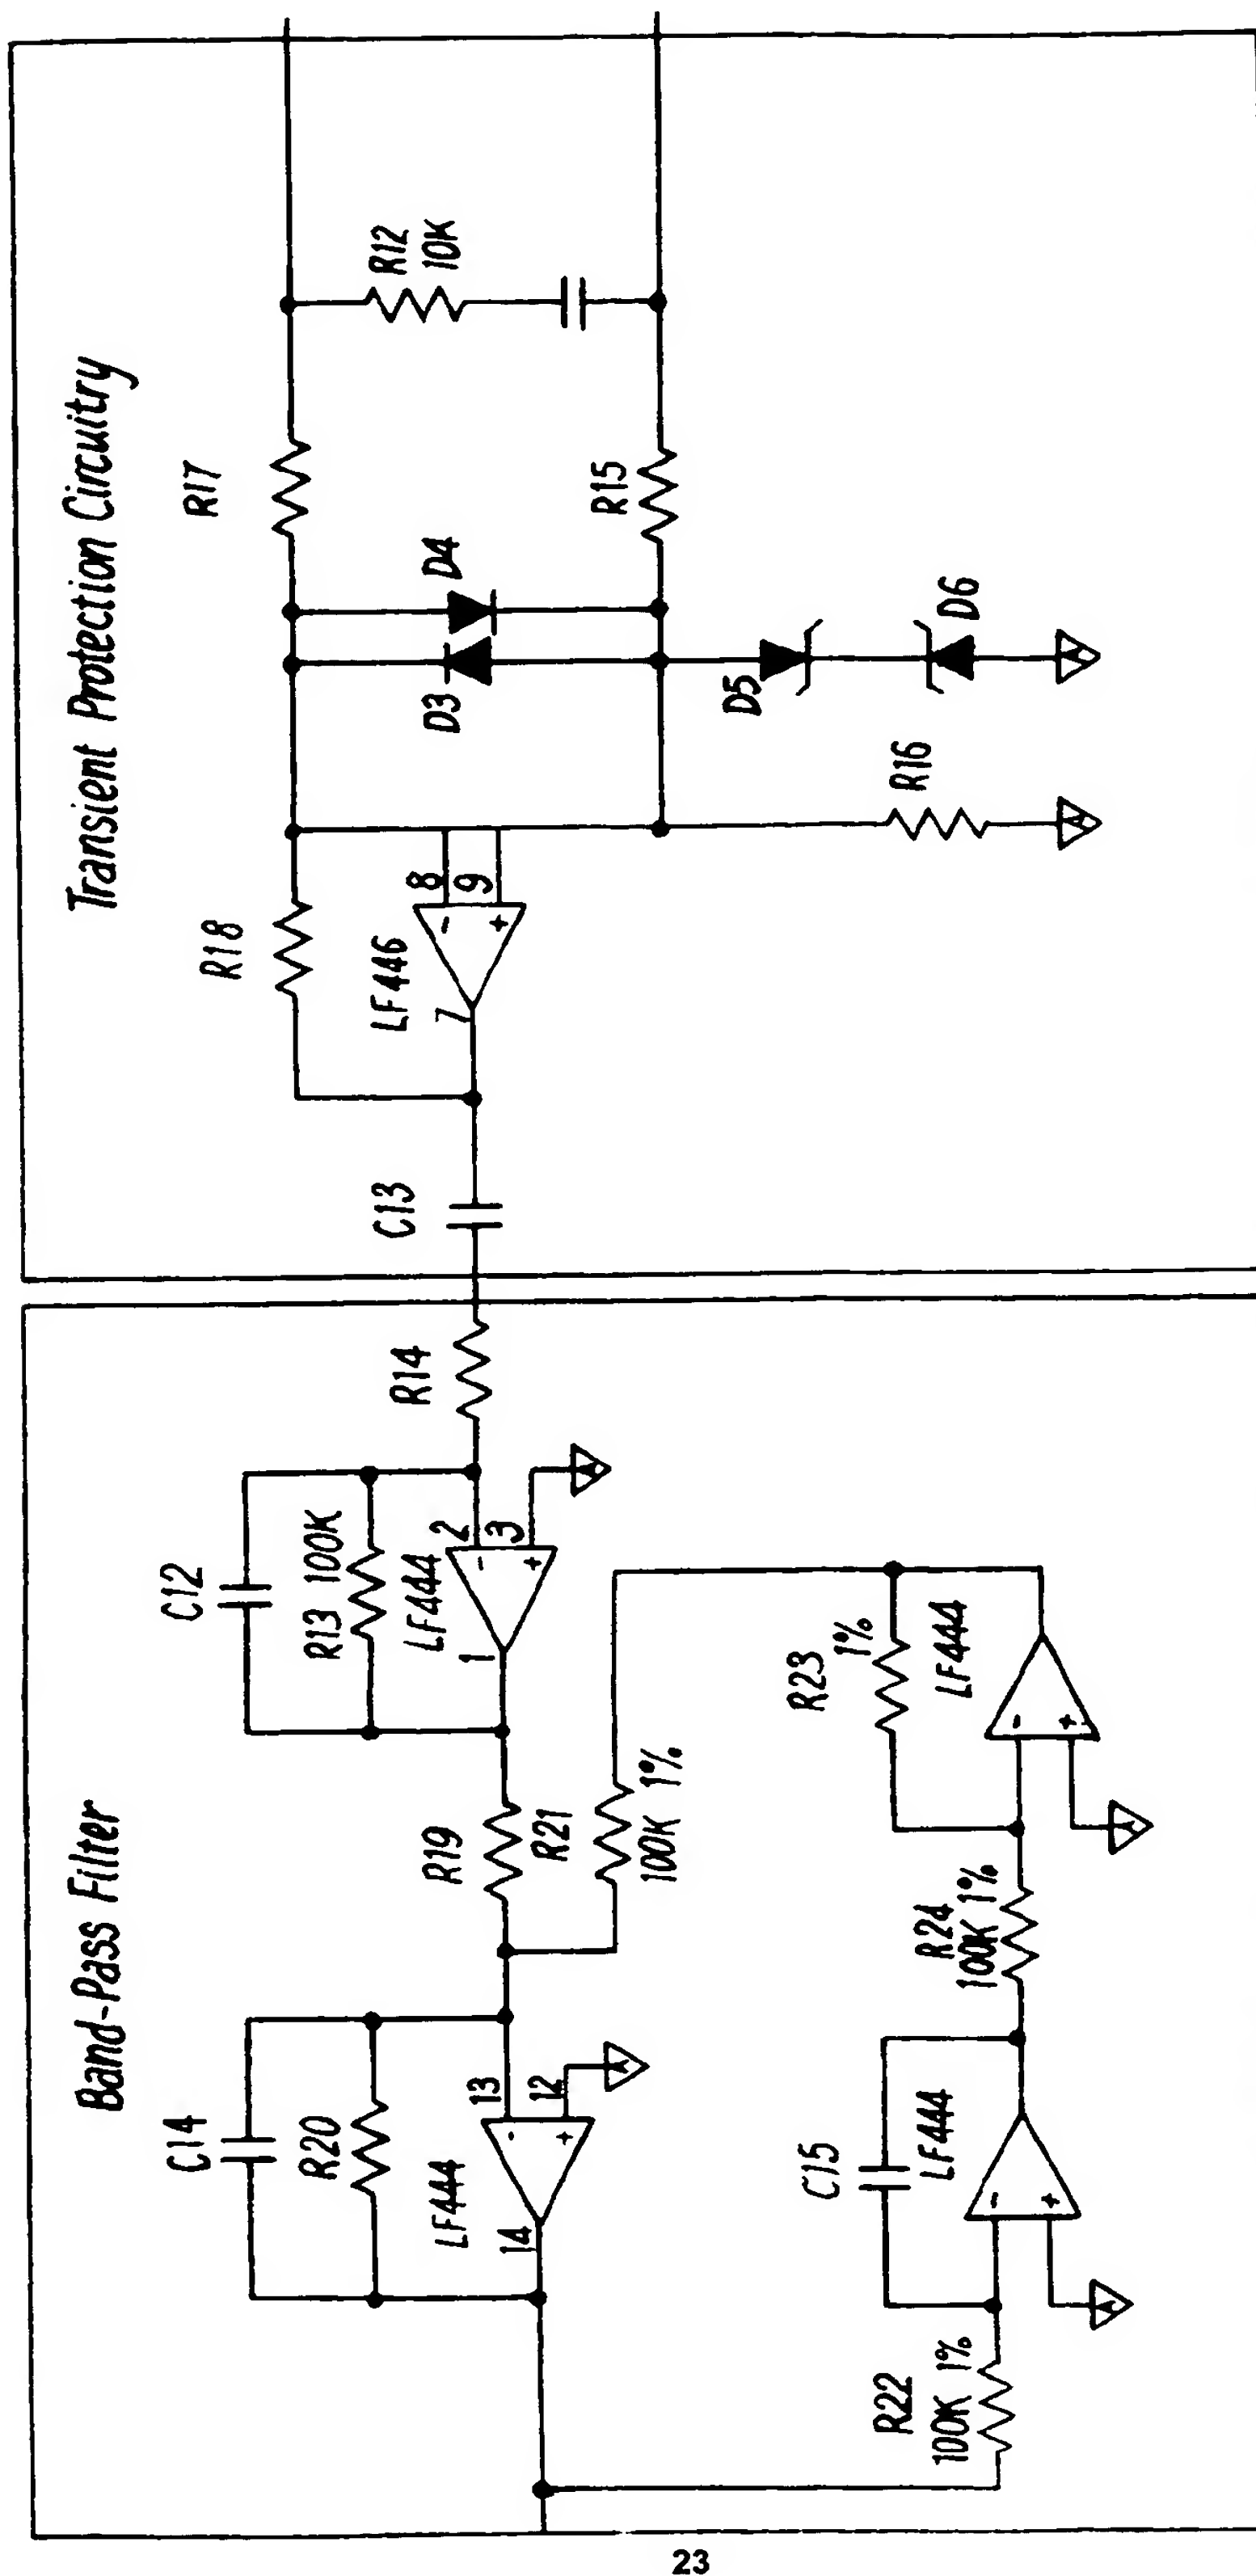 Band-Pass Filter
C14
R20
LF444
14
13
12
-
+
R19
R21
100K 1%
C12
R13 100K
LF444
1
2
3
-
+
R14
R22
100K 1%
C15
LF444
-
+
R24
100K 1%
R23
1%
LF444
-
+
Transient Protection Circuitry
C13
R18
LF446
7
8
9
-
+
R16
R17
D3
D4
D5
D6
R15
R12
10K
23